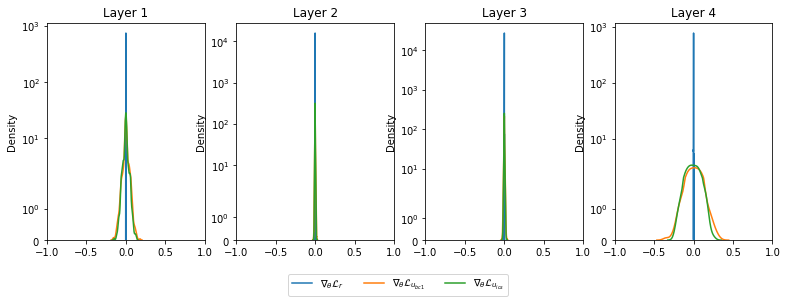 Layer 1 Layer 2 Layer 3 Layer 4
Density Density Density Density
10³ 10² 10¹ 10⁰ 0
10⁴ 10³ 10² 10¹ 10⁰ 0
10⁴ 10³ 10² 10¹ 10⁰ 0
10³ 10² 10¹ 10⁰ 0
−1.0 −0.5 0.0 0.5 1.0 −1.0 −0.5 0.0 0.5 1.0 −1.0 −0.5 0.0 0.5 1.0 −1.0 −0.5 0.0 0.5 1.0
∇θℒr ∇θℒu_bc1 ∇θℒu_ics